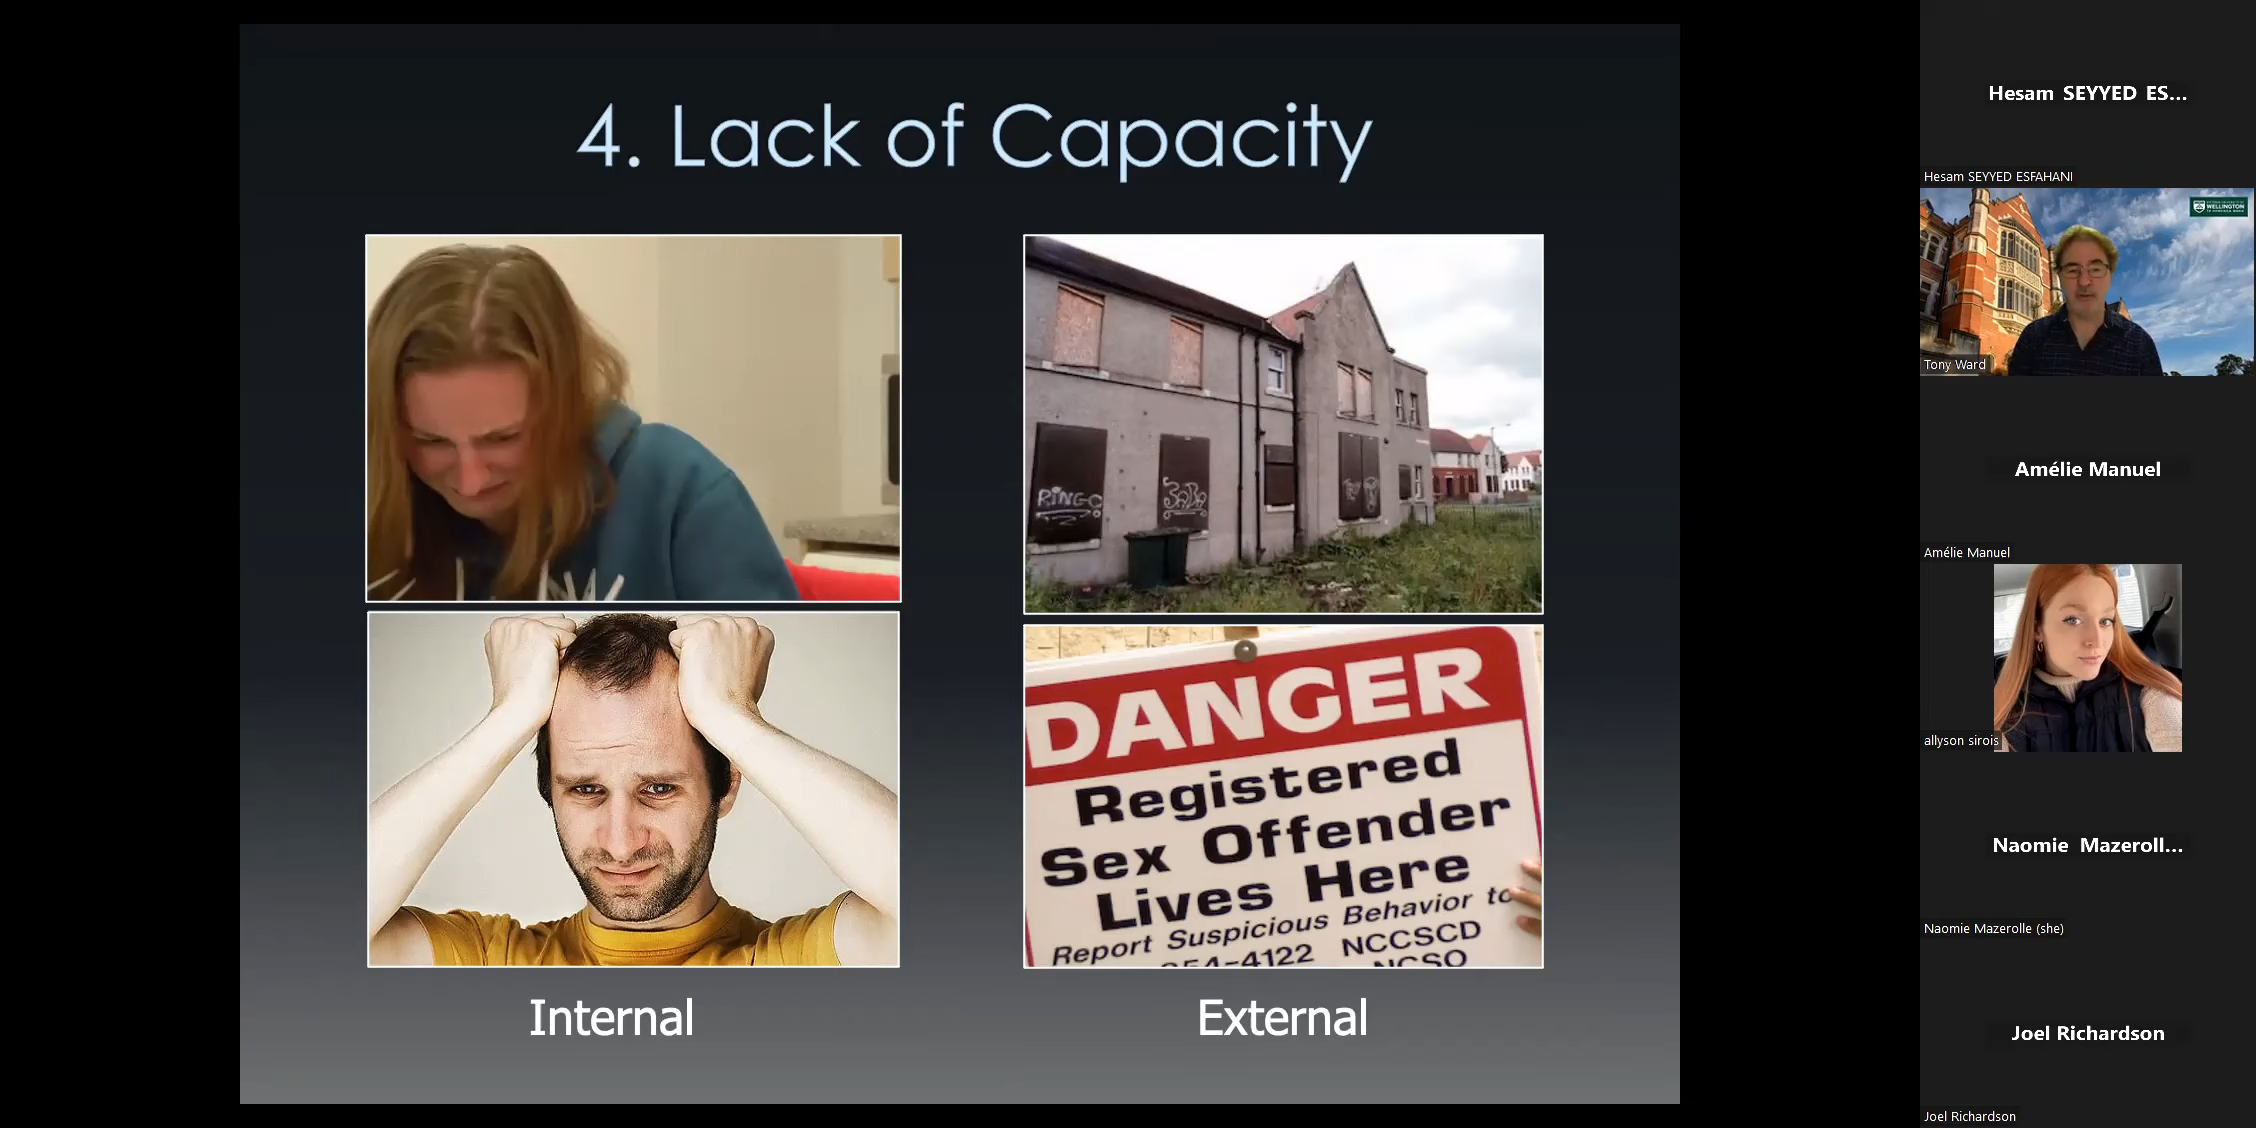 4. Lack of Capacity
RINGO
Internal
DANGER
Registered
Sex Offender
Lives Here
Report Suspicious Behavior to
254-4122 NCCSCD
NCSO
External
Hesam SEYYED ES...
Hesam SEYYED ESFAHANI
WELLINGTON
Tony Ward
Amélie Manuel
Amélie Manuel
allyson sirois
Naomie Mazeroll...
Naomie Mazerolle (she)
Joel Richardson
Joel Richardson